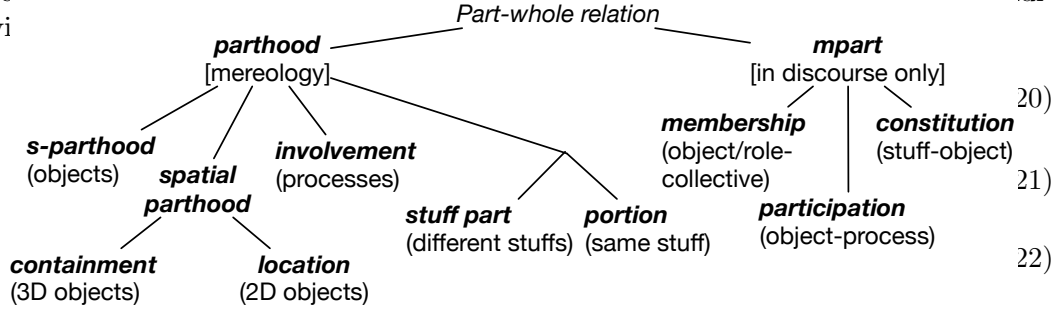 Part-whole relation
parthood
[mereology]
mpart
[in discourse only]
s-parthood
(objects)
spatial
parthood
involvement
(processes)
membership
(object/role-
collective)
constitution
(stuff-object)
stuff part
(different stuffs)
portion
(same stuff)
participation
(object-process)
containment
(3D objects)
location
(2D objects)
20)
21)
22)